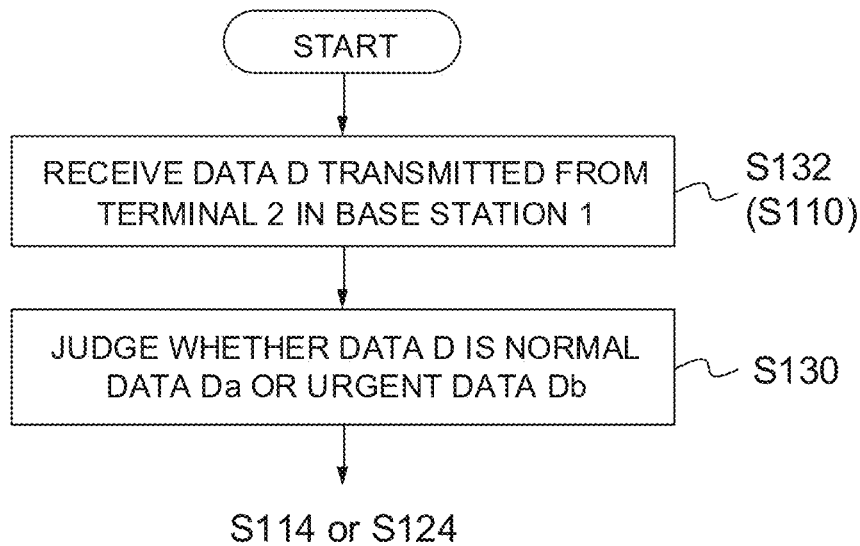 START
RECEIVE DATA D TRANSMITTED FROM
TERMINAL 2 IN BASE STATION 1
S132
(S110)
JUDGE WHETHER DATA D IS NORMAL
DATA Da OR URGENT DATA Db
S130
S114 or S124